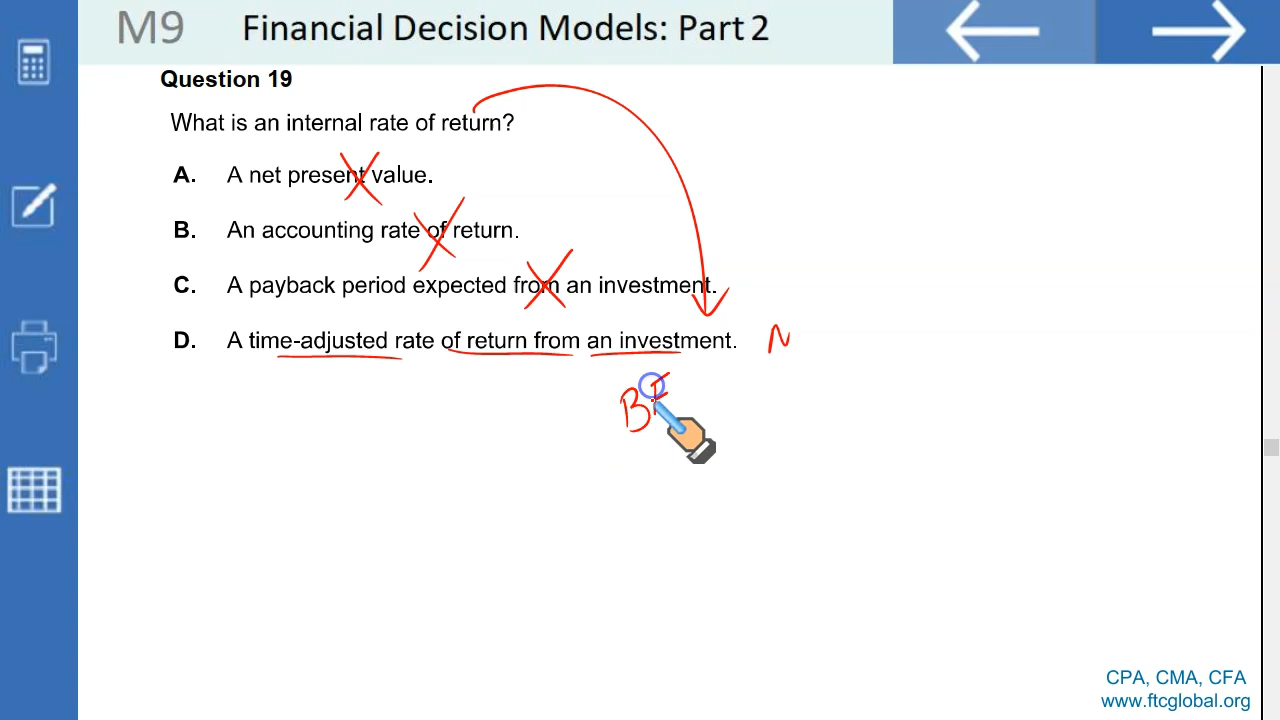 M9 Financial Decision Models: Part 2
Question 19
What is an internal rate of return?
A. A net present value.
B. An accounting rate of return.
C. A payback period expected from an investment.
D. A time-adjusted rate of return from an investment. N
BF
CPA, CMA, CFA
www.ftcglobal.org